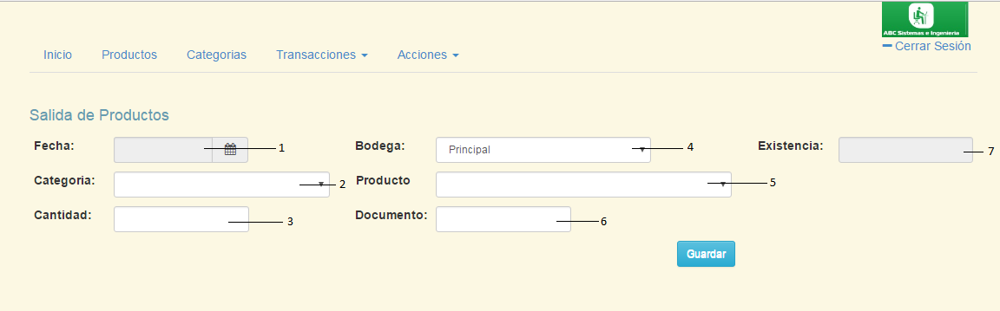 ABC Sistemas e Ingenieria
Inicio Productos Categorias Transacciones Acciones Cerrar Sesión
Salida de Productos
Fecha: 1 Bodega: Principal 4 Existencia: 7
Categoria: 2 Producto 5
Cantidad: 3 Documento: 6
Guardar